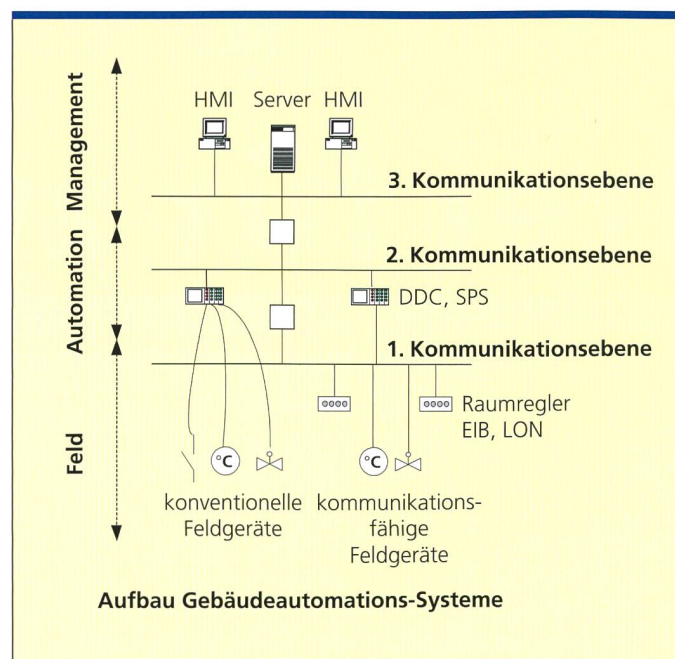 Management
HMI Server HMI
3. Kommunikationsebene
Automation
2. Kommunikationsebene
DDC, SPS
1. Kommunikationsebene
Feld
Raumregler
EIB, LON
°C
°C
konventionelle
Feldgeräte
kommunikations-
fähige
Feldgeräte
Aufbau Gebäudeautomations-Systeme